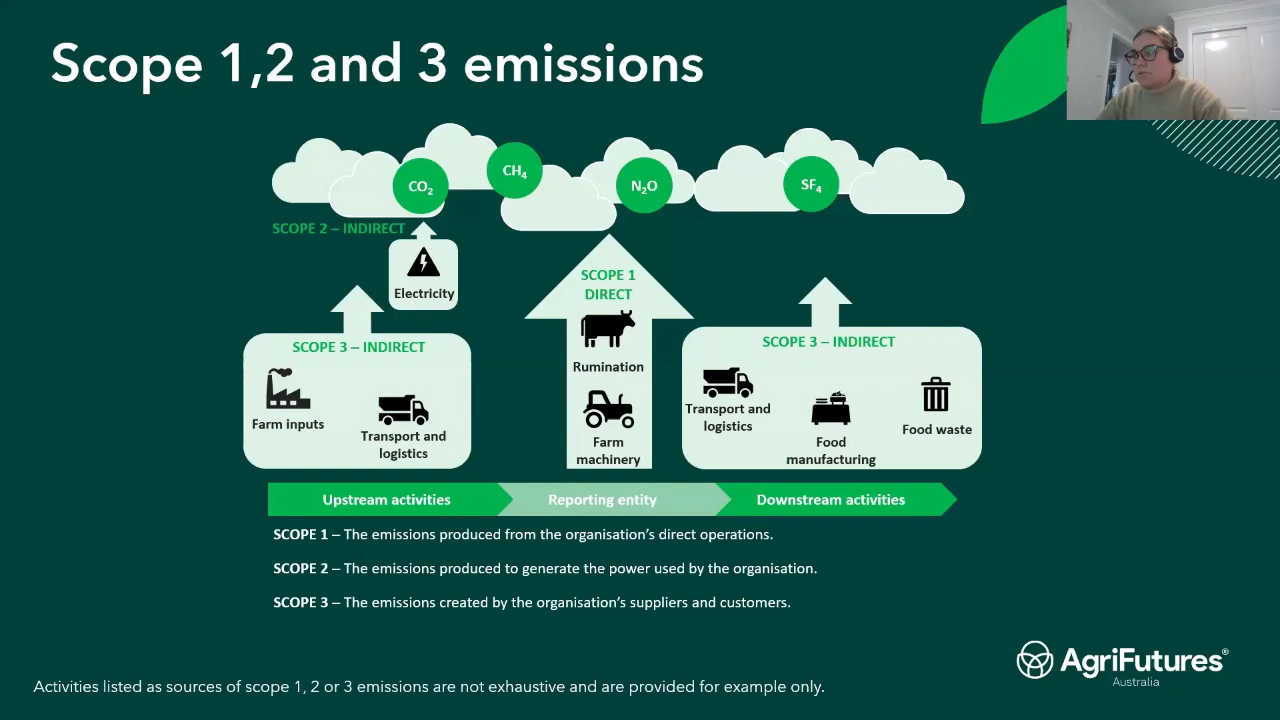 Scope 1,2 and 3 emissions
CO2
CH4
N2O
SF4
SCOPE 2 – INDIRECT
Electricity
SCOPE 1
DIRECT
Rumination
Farm
machinery
SCOPE 3 – INDIRECT
Farm inputs
Transport and
logistics
SCOPE 3 – INDIRECT
Transport and
logistics
Food
manufacturing
Food waste
Upstream activities
Reporting entity
Downstream activities
SCOPE 1 – The emissions produced from the organisation’s direct operations.
SCOPE 2 – The emissions produced to generate the power used by the organisation.
SCOPE 3 – The emissions created by the organisation’s suppliers and customers.
AgriFutures®
Australia
Activities listed as sources of scope 1, 2 or 3 emissions are not exhaustive and are provided for example only.